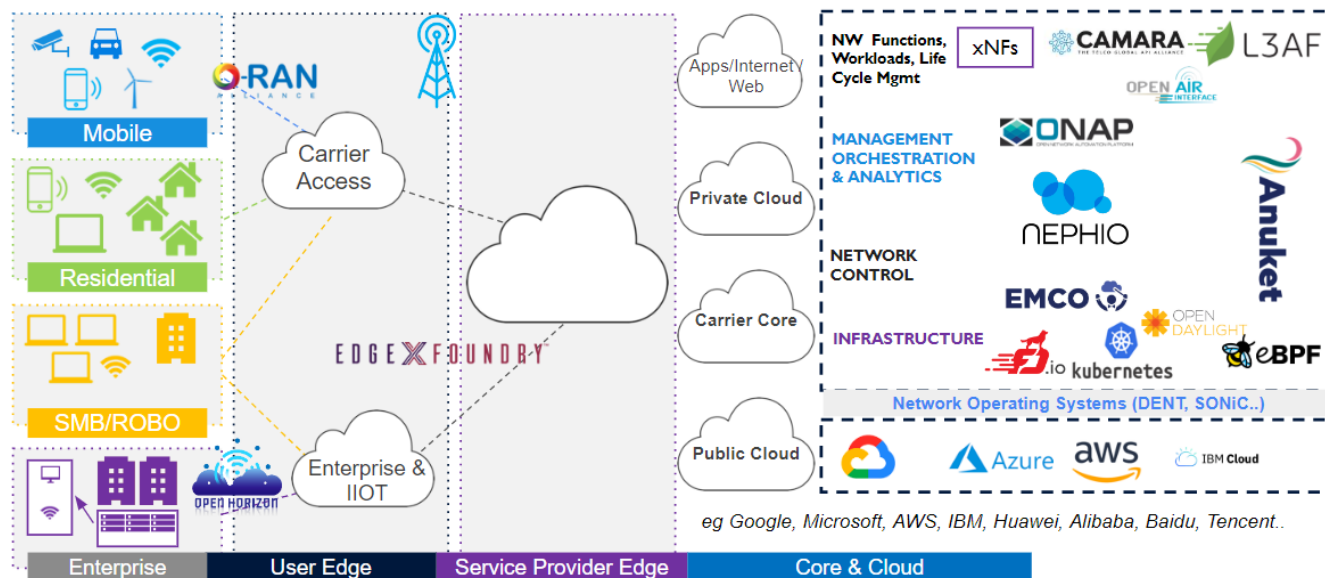 Mobile
Residential
SMB/ROBO
Enterprise
O-RAN
ALLIANCE
Carrier
Access
EDGE X FOUNDRY™
OPEN HORIZON
Enterprise &
IIOT
User Edge
Service Provider Edge
Apps/Internet /
Web
Private Cloud
Carrier Core
Public Cloud
NW Functions,
Workloads, Life
Cycle Mgmt
xNFs
CAMARA
THE TELCO GLOBAL API ALLIANCE
L3AF
OPEN AIR
INTERFACE
MANAGEMENT
ORCHESTRATION
& ANALYTICS
ONAP
OPEN NETWORK AUTOMATION PLATFORM
NEPHIO
Anuket
NETWORK
CONTROL
EMCO
OPEN
DAYLIGHT
INFRASTRUCTURE
.io
kubernetes
eBPF
Network Operating Systems (DENT, SONiC..)
Azure
aws
IBM Cloud
eg Google, Microsoft, AWS, IBM, Huawei, Alibaba, Baidu, Tencent..
Core & Cloud